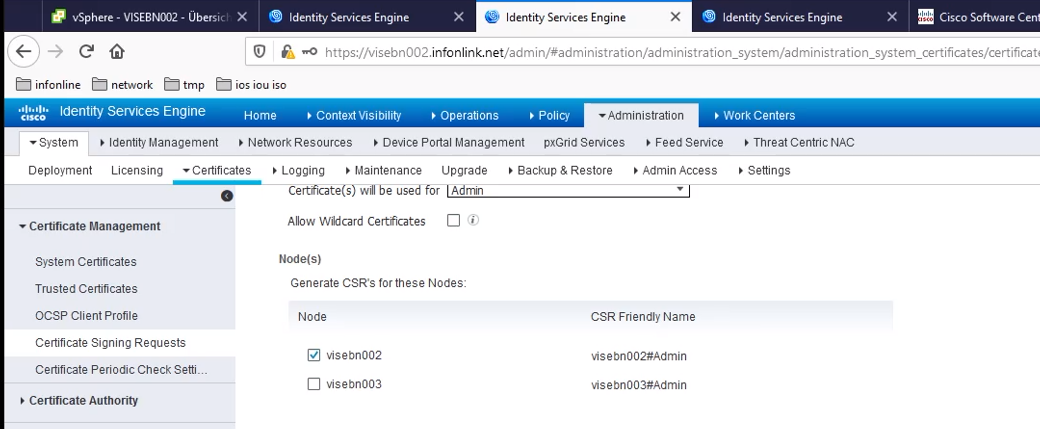 vSphere - VISEBN002 - Übersich
Identity Services Engine
Identity Services Engine
Identity Services Engine
Cisco Software Cent
https://visebn002.infonlink.net/admin/#administration/administration_system/administration_system_certificates/certificate
infonline network tmp ios iou iso
cisco Identity Services Engine Home Context Visibility Operations Policy Administration Work Centers
System Identity Management Network Resources Device Portal Management pxGrid Services Feed Service Threat Centric NAC
Deployment Licensing Certificates Logging Maintenance Upgrade Backup & Restore Admin Access Settings
Certificate Management
System Certificates
Trusted Certificates
OCSP Client Profile
Certificate Signing Requests
Certificate Periodic Check Setti...
Certificate Authority
Certificate(s) will be used for Admin
Allow Wildcard Certificates
Node(s)
Generate CSR's for these Nodes:
Node CSR Friendly Name
visebn002 visebn002#Admin
visebn003 visebn003#Admin